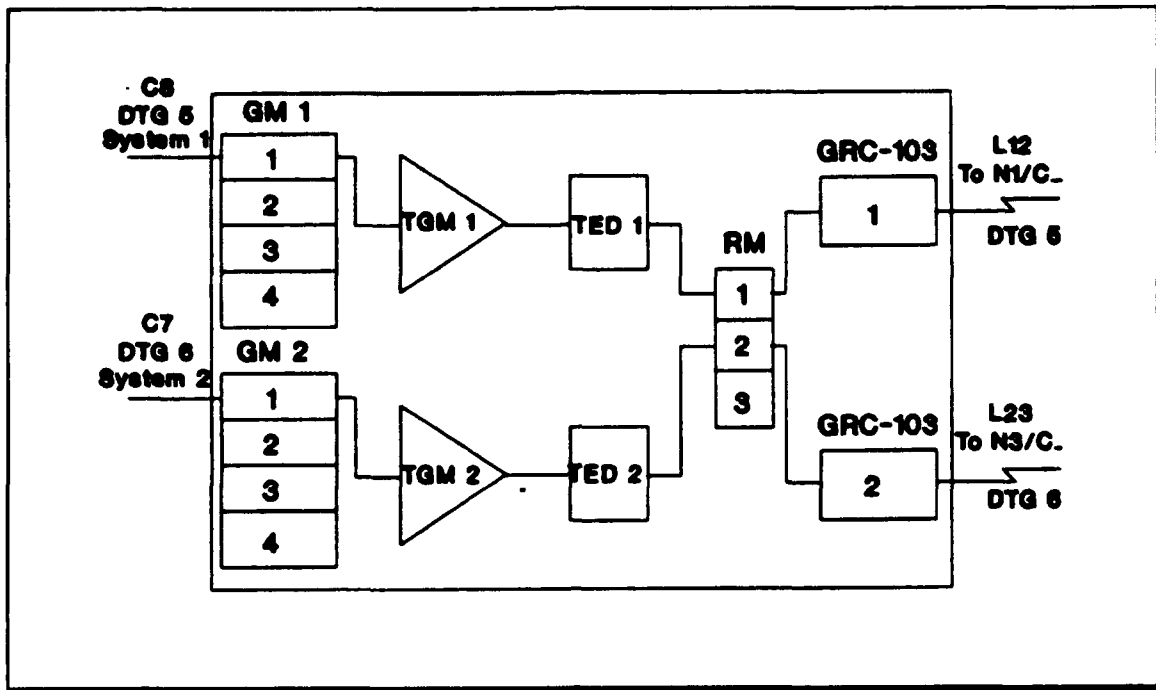 C8
DTG 5
System 1
GM 1
1
2
3
4
TGM 1
TED 1
RM
1
2
3
GRC-103
1
L12
To N1/C_
DTG 5
C7
DTG 6
System 2
GM 2
1
2
3
4
TGM 2
TED 2
GRC-103
2
L23
To N3/C_
DTG 6